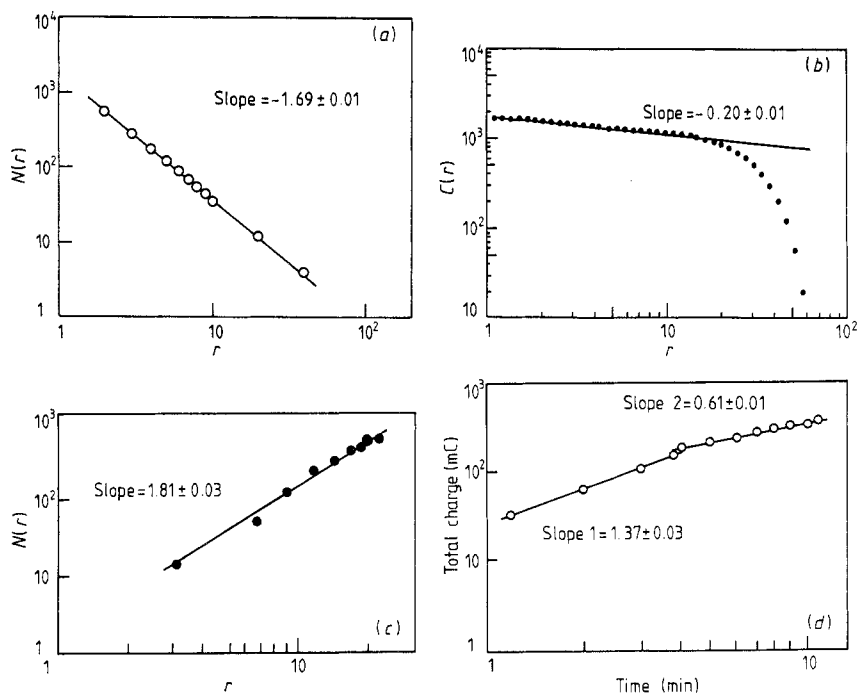 (a)
10⁴
10³
10²
10
1
N(r)
Slope = -1.69 ± 0.01
1
10
10²
r
(b)
10⁴
10³
10²
10
C(r)
Slope = - 0.20 ± 0.01
1
10
10²
r
(c)
10³
10²
10
1
N(r)
Slope = 1.81 ± 0.03
1
10
r
(d)
10³
10²
10
1
Total charge (mC)
Slope 2 = 0.61 ± 0.01
Slope 1 = 1.37 ± 0.03
1
10
Time (min)